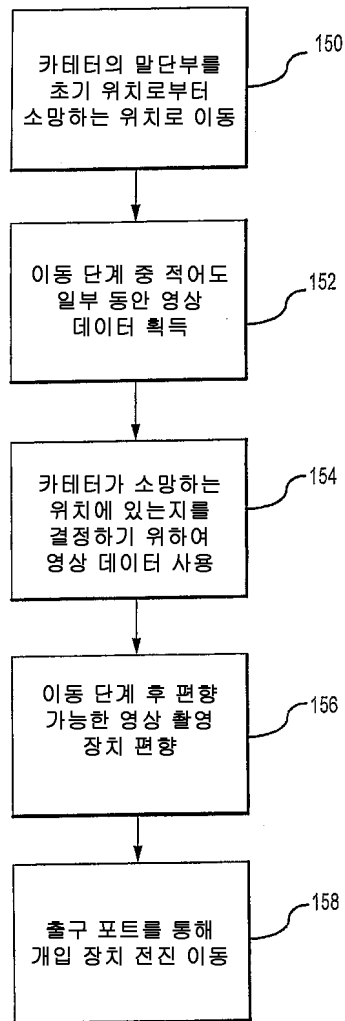 카테터의 말단부를
초기 위치로부터
소망하는 위치로 이동
150
이동 단계 중 적어도
일부 동안 영상
데이터 획득
152
카테터가 소망하는
위치에 있는지를
결정하기 위하여
영상 데이터 사용
154
이동 단계 후 편향
가능한 영상 촬영
장치 편향
156
출구 포트를 통해
개입 장치 전진 이동
158